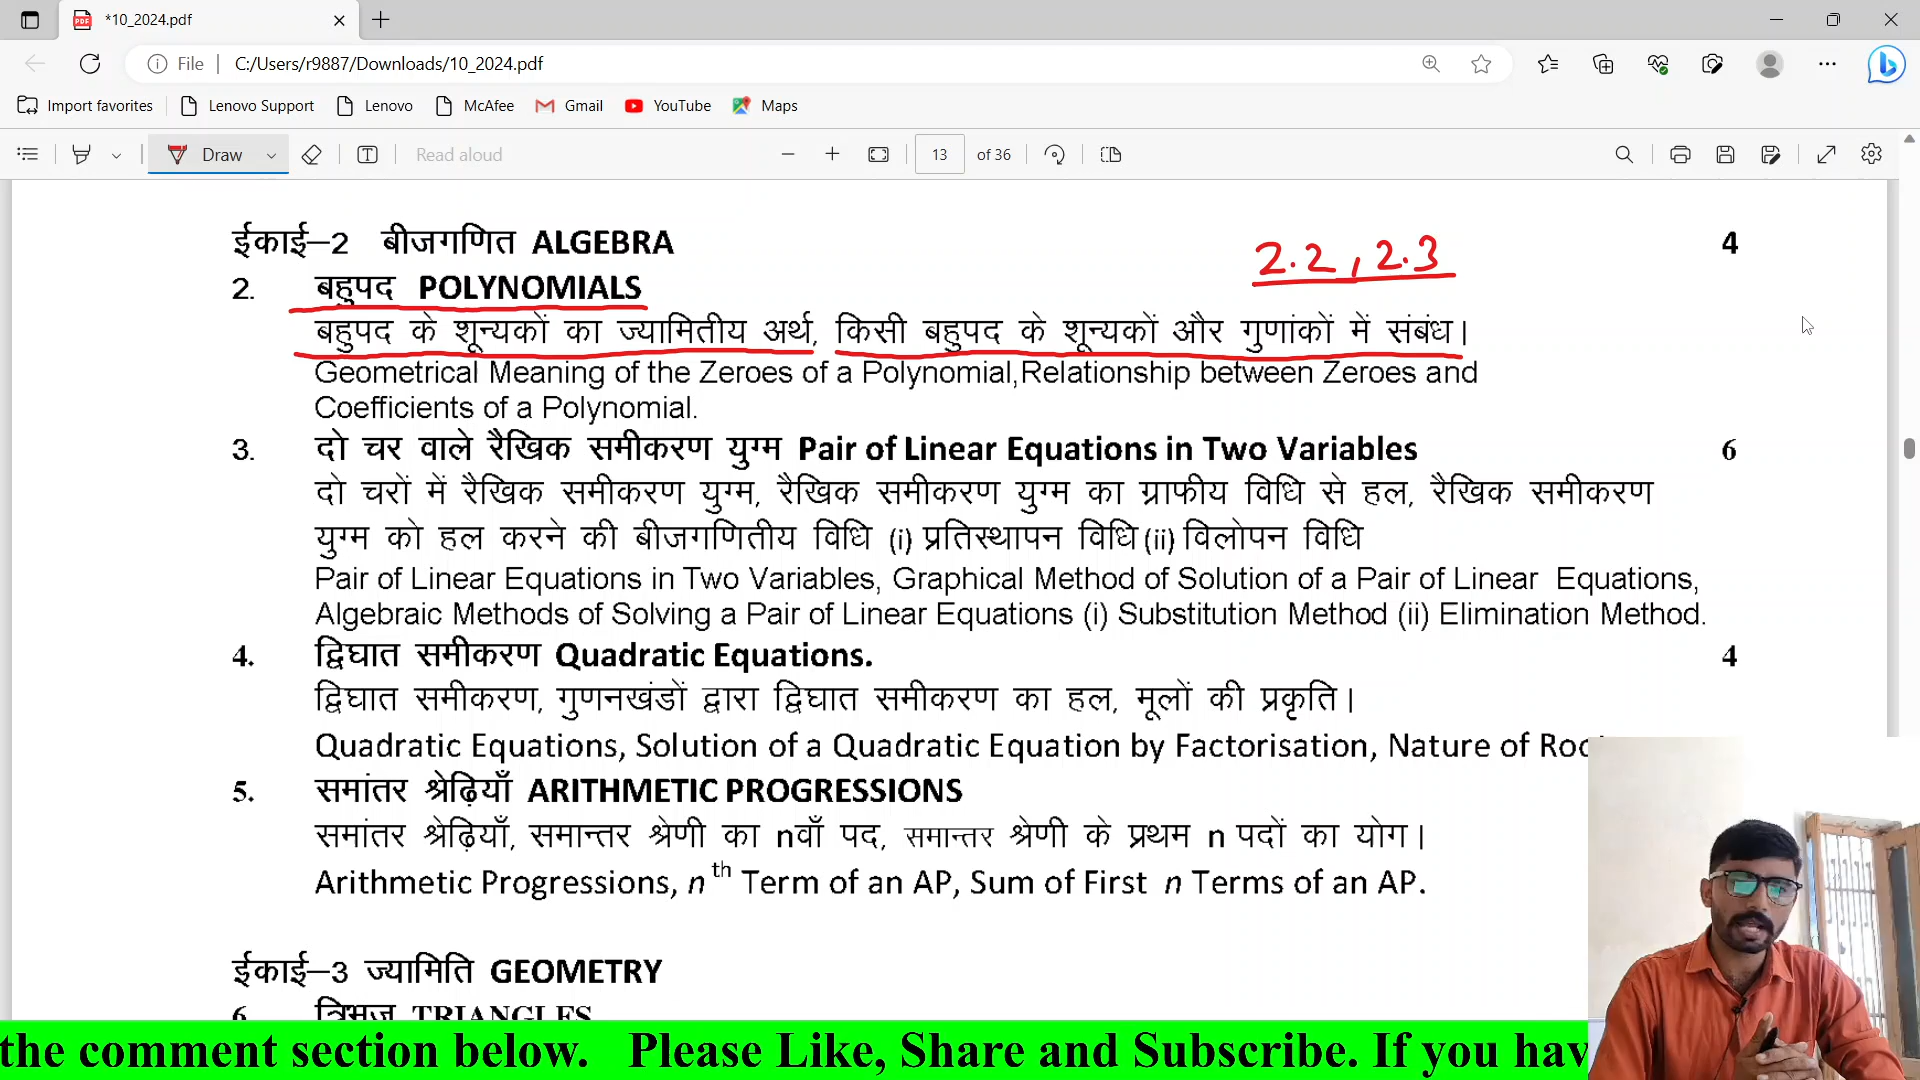 *10_2024.pdf
File C:/Users/r9887/Downloads/10_2024.pdf
Import favorites Lenovo Support Lenovo McAfee Gmail YouTube Maps
Draw Read aloud 13 of 36
ईकाई–2 बीजगणित ALGEBRA 4
2.2, 2.3
2. बहुपद POLYNOMIALS
बहुपद के शून्यकों का ज्यामितीय अर्थ, किसी बहुपद के शून्यकों और गुणांकों में संबंध।
Geometrical Meaning of the Zeroes of a Polynomial,Relationship between Zeroes and
Coefficients of a Polynomial.
3. दो चर वाले रैखिक समीकरण युग्म Pair of Linear Equations in Two Variables 6
दो चरों में रैखिक समीकरण युग्म, रैखिक समीकरण युग्म का ग्राफीय विधि से हल, रैखिक समीकरण
युग्म को हल करने की बीजगणितीय विधि (i) प्रतिस्थापन विधि (ii) विलोपन विधि
Pair of Linear Equations in Two Variables, Graphical Method of Solution of a Pair of Linear Equations,
Algebraic Methods of Solving a Pair of Linear Equations (i) Substitution Method (ii) Elimination Method.
4. द्विघात समीकरण Quadratic Equations. 4
द्विघात समीकरण, गुणनखंडों द्वारा द्विघात समीकरण का हल, मूलों की प्रकृति।
Quadratic Equations, Solution of a Quadratic Equation by Factorisation, Nature of
5. समांतर श्रेढ़ियाँ ARITHMETIC PROGRESSIONS
समांतर श्रेढ़ियाँ, समान्तर श्रेणी का nवाँ पद, समान्तर श्रेणी के प्रथम n पदों का योग।
Arithmetic Progressions, n th Term of an AP, Sum of First n Terms of an AP.
ईकाई–3 ज्यामिति GEOMETRY
6. त्रिभुज TRIANGLES
the comment section below. Please Like, Share and Subscribe. If you hav